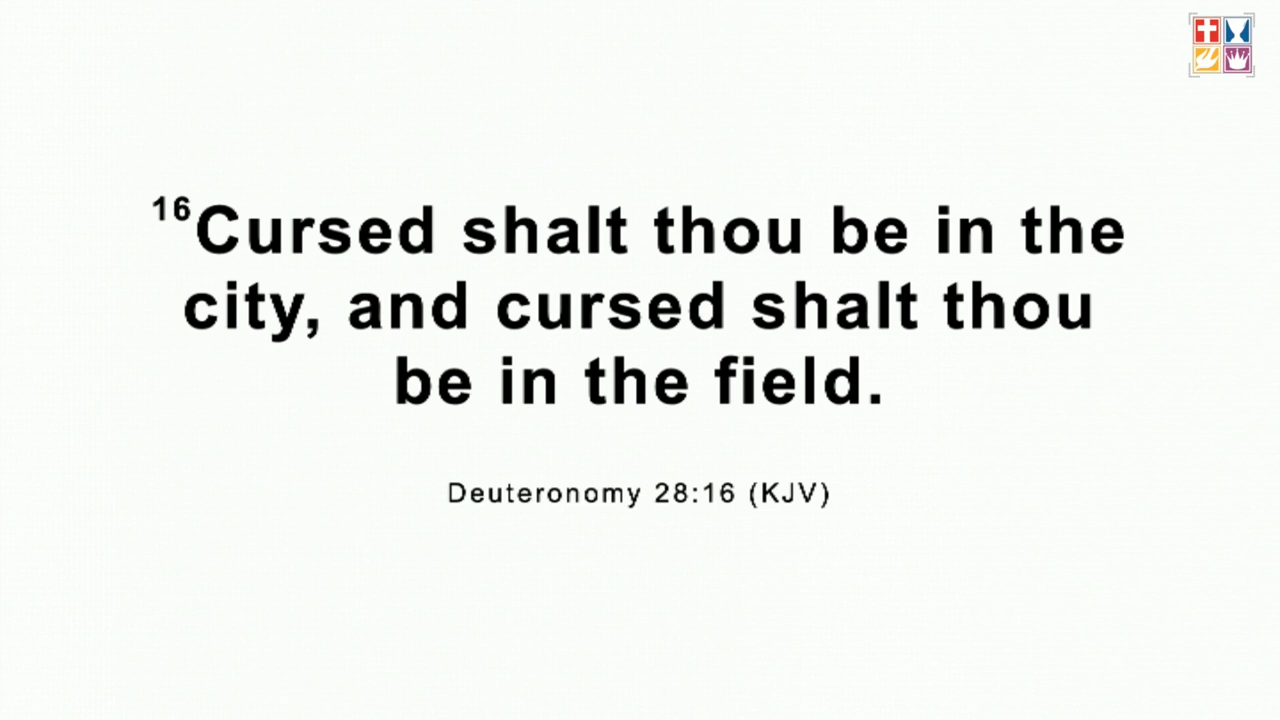 16Cursed shalt thou be in the
city, and cursed shalt thou
be in the field.
Deuteronomy 28:16 (KJV)